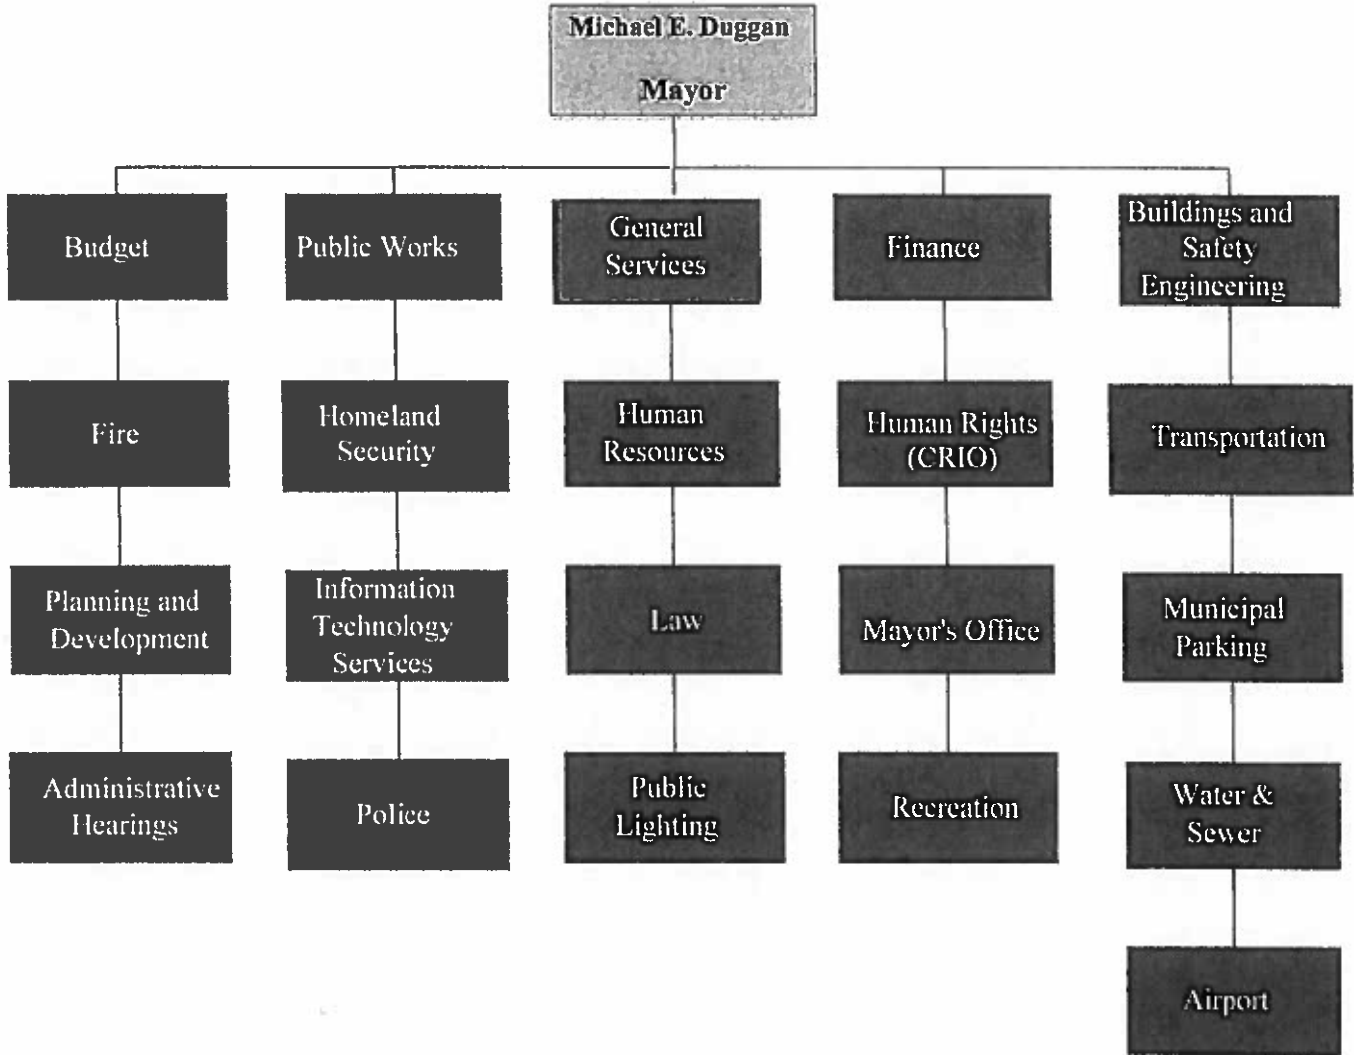 Michael E. Duggan
Mayor
Budget
Public Works
General
Services
Finance
Buildings and
Safety
Engineering
Fire
Homeland
Security
Human
Resources
Human Rights
(CRIO)
Transportation
Planning and
Development
Information
Technology
Services
Law
Mayor's Office
Municipal
Parking
Administrative
Hearings
Police
Public
Lighting
Recreation
Water &
Sewer
Airport